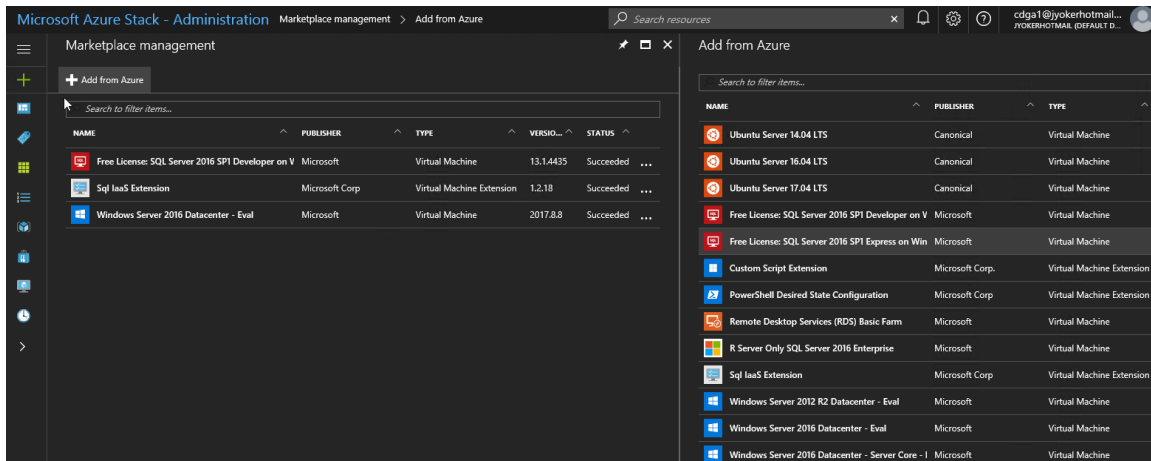 Microsoft Azure Stack - Administration Marketplace management > Add from Azure Search resources cdga1@jyokerhotmail...
JYOKERHOTMAIL (DEFAULT D...
Marketplace management
Add from Azure
Search to filter items...
NAME PUBLISHER TYPE VERSIO... STATUS
Free License: SQL Server 2016 SP1 Developer on V Microsoft Virtual Machine 13.1.4435 Succeeded ...
Sql IaaS Extension Microsoft Corp Virtual Machine Extension 1.2.18 Succeeded ...
Windows Server 2016 Datacenter - Eval Microsoft Virtual Machine 2017.8.8 Succeeded ...
Add from Azure
Search to filter items...
NAME PUBLISHER TYPE
Ubuntu Server 14.04 LTS Canonical Virtual Machine
Ubuntu Server 16.04 LTS Canonical Virtual Machine
Ubuntu Server 17.04 LTS Canonical Virtual Machine
Free License: SQL Server 2016 SP1 Developer on V Microsoft Virtual Machine
Free License: SQL Server 2016 SP1 Express on Win Microsoft Virtual Machine
Custom Script Extension Microsoft Corp. Virtual Machine Extension
PowerShell Desired State Configuration Microsoft Corp Virtual Machine Extension
Remote Desktop Services (RDS) Basic Farm Microsoft Virtual Machine
R Server Only SQL Server 2016 Enterprise Microsoft Virtual Machine
Sql IaaS Extension Microsoft Corp Virtual Machine Extension
Windows Server 2012 R2 Datacenter - Eval Microsoft Virtual Machine
Windows Server 2016 Datacenter - Eval Microsoft Virtual Machine
Windows Server 2016 Datacenter - Server Core - Microsoft Virtual Machine